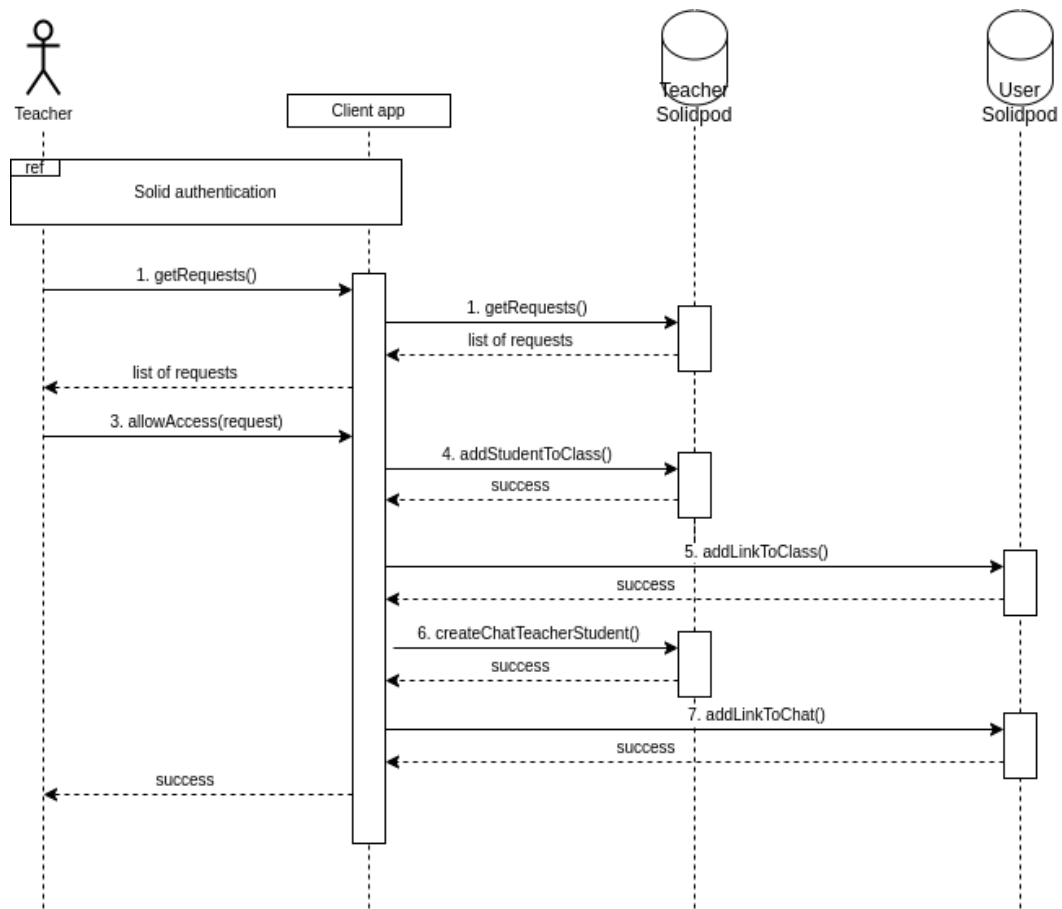 Teacher
Client app
Teacher
Solidpod
User
Solidpod
ref
Solid authentication
1. getRequests()
1. getRequests()
list of requests
list of requests
3. allowAccess(request)
4. addStudentToClass()
success
5. addLinkToClass()
success
6. createChatTeacherStudent()
success
7. addLinkToChat()
success
success